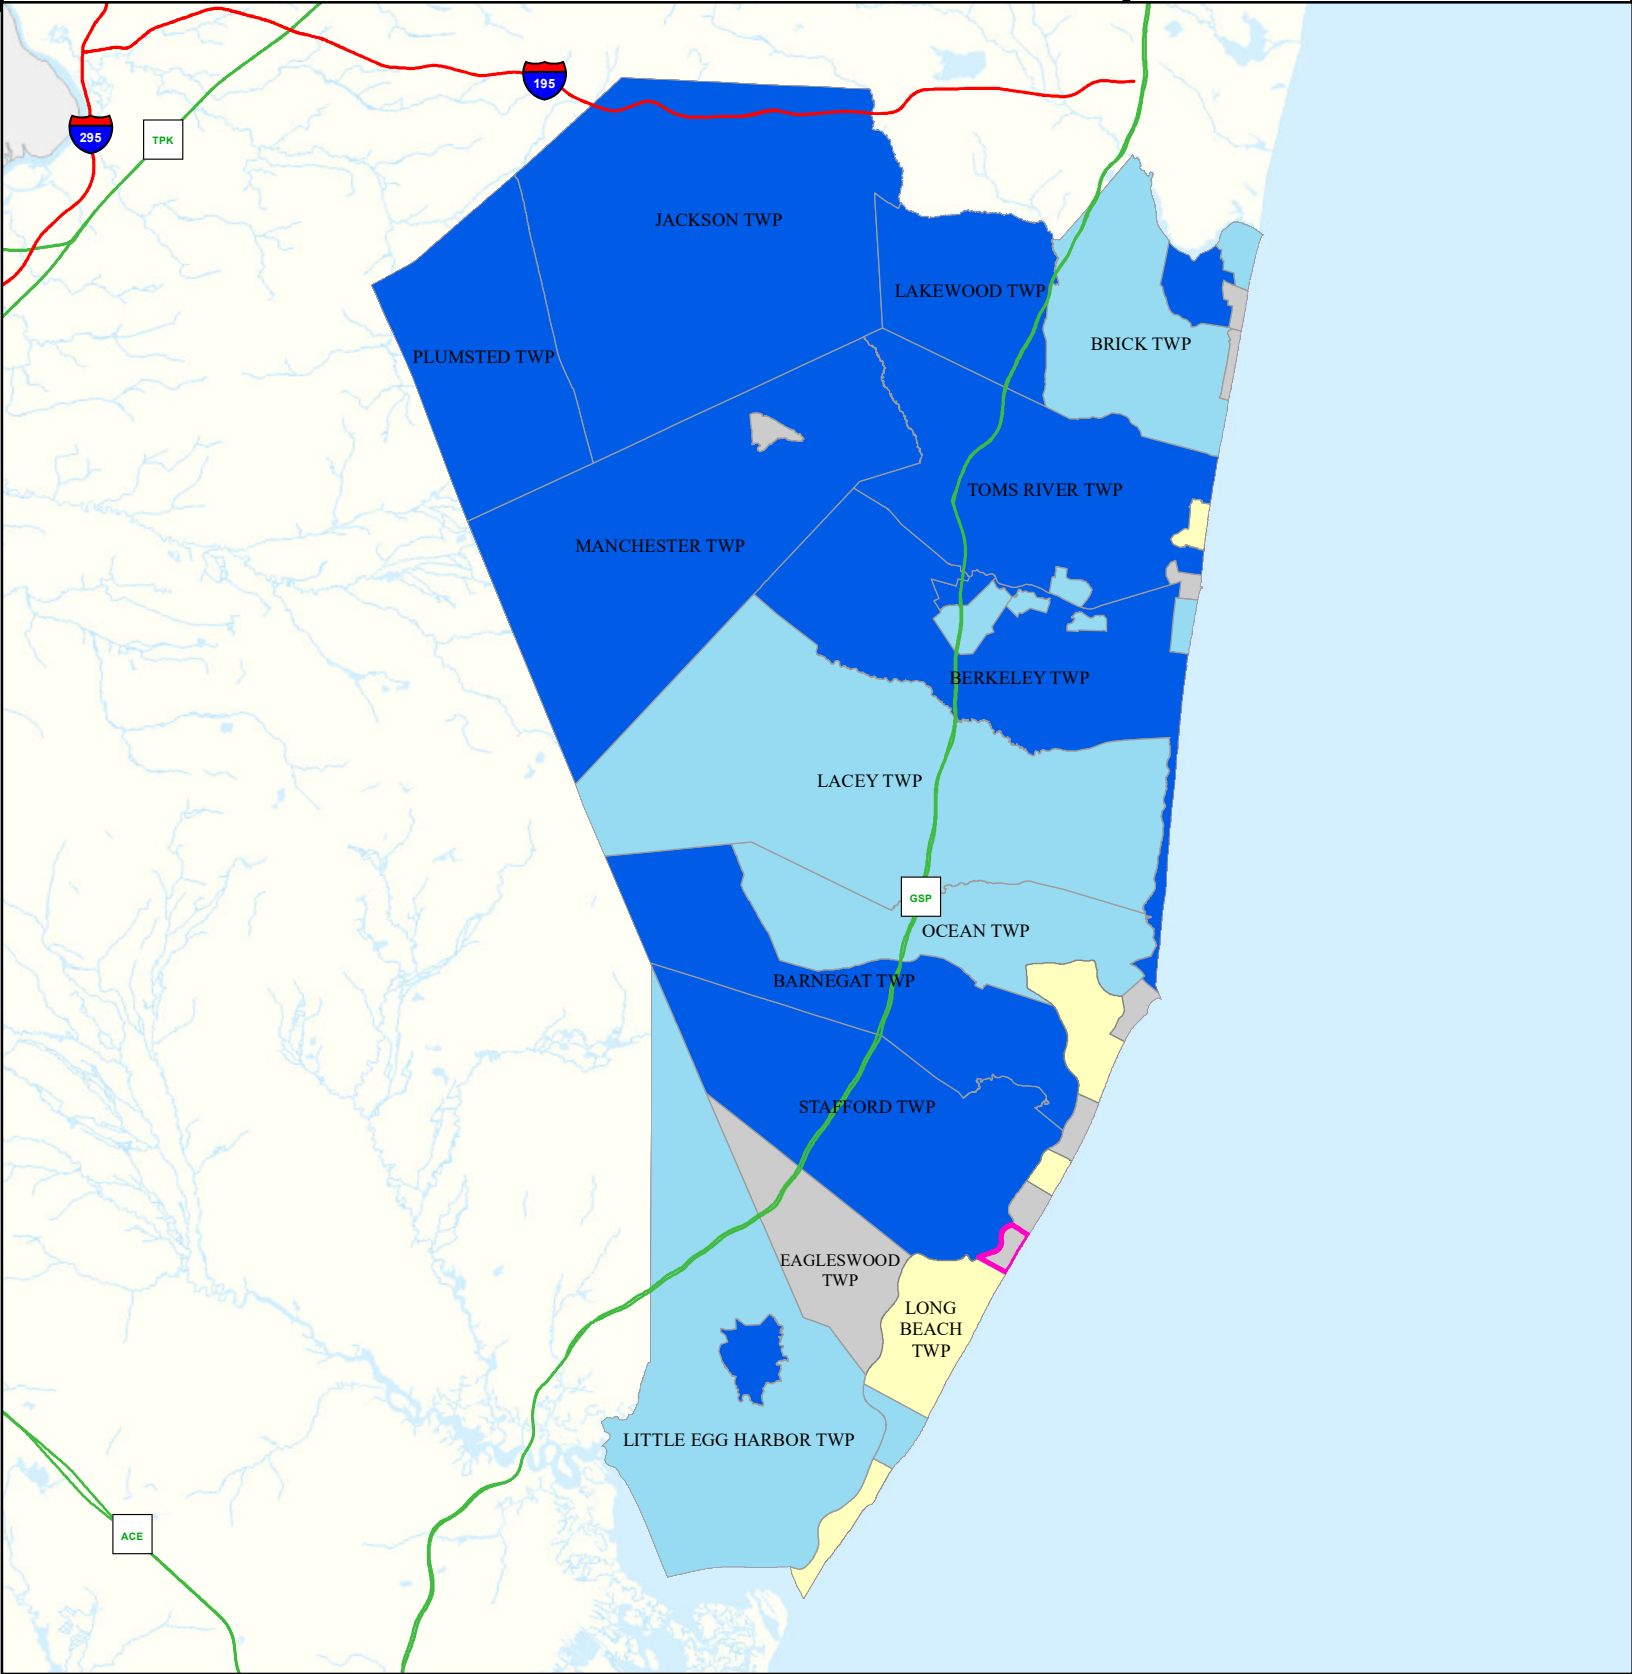 195
295
TPK
JACKSON TWP
LAKEWOOD TWP
BRICK TWP
PLUMSTED TWP
TOMS RIVER TWP
MANCHESTER TWP
BERKELEY TWP
LACEY TWP
GSP
OCEAN TWP
BARNEGAT TWP
STAFFORD TWP
EAGLESWOOD
TWP
LONG
BEACH
TWP
LITTLE EGG HARBOR TWP
ACE